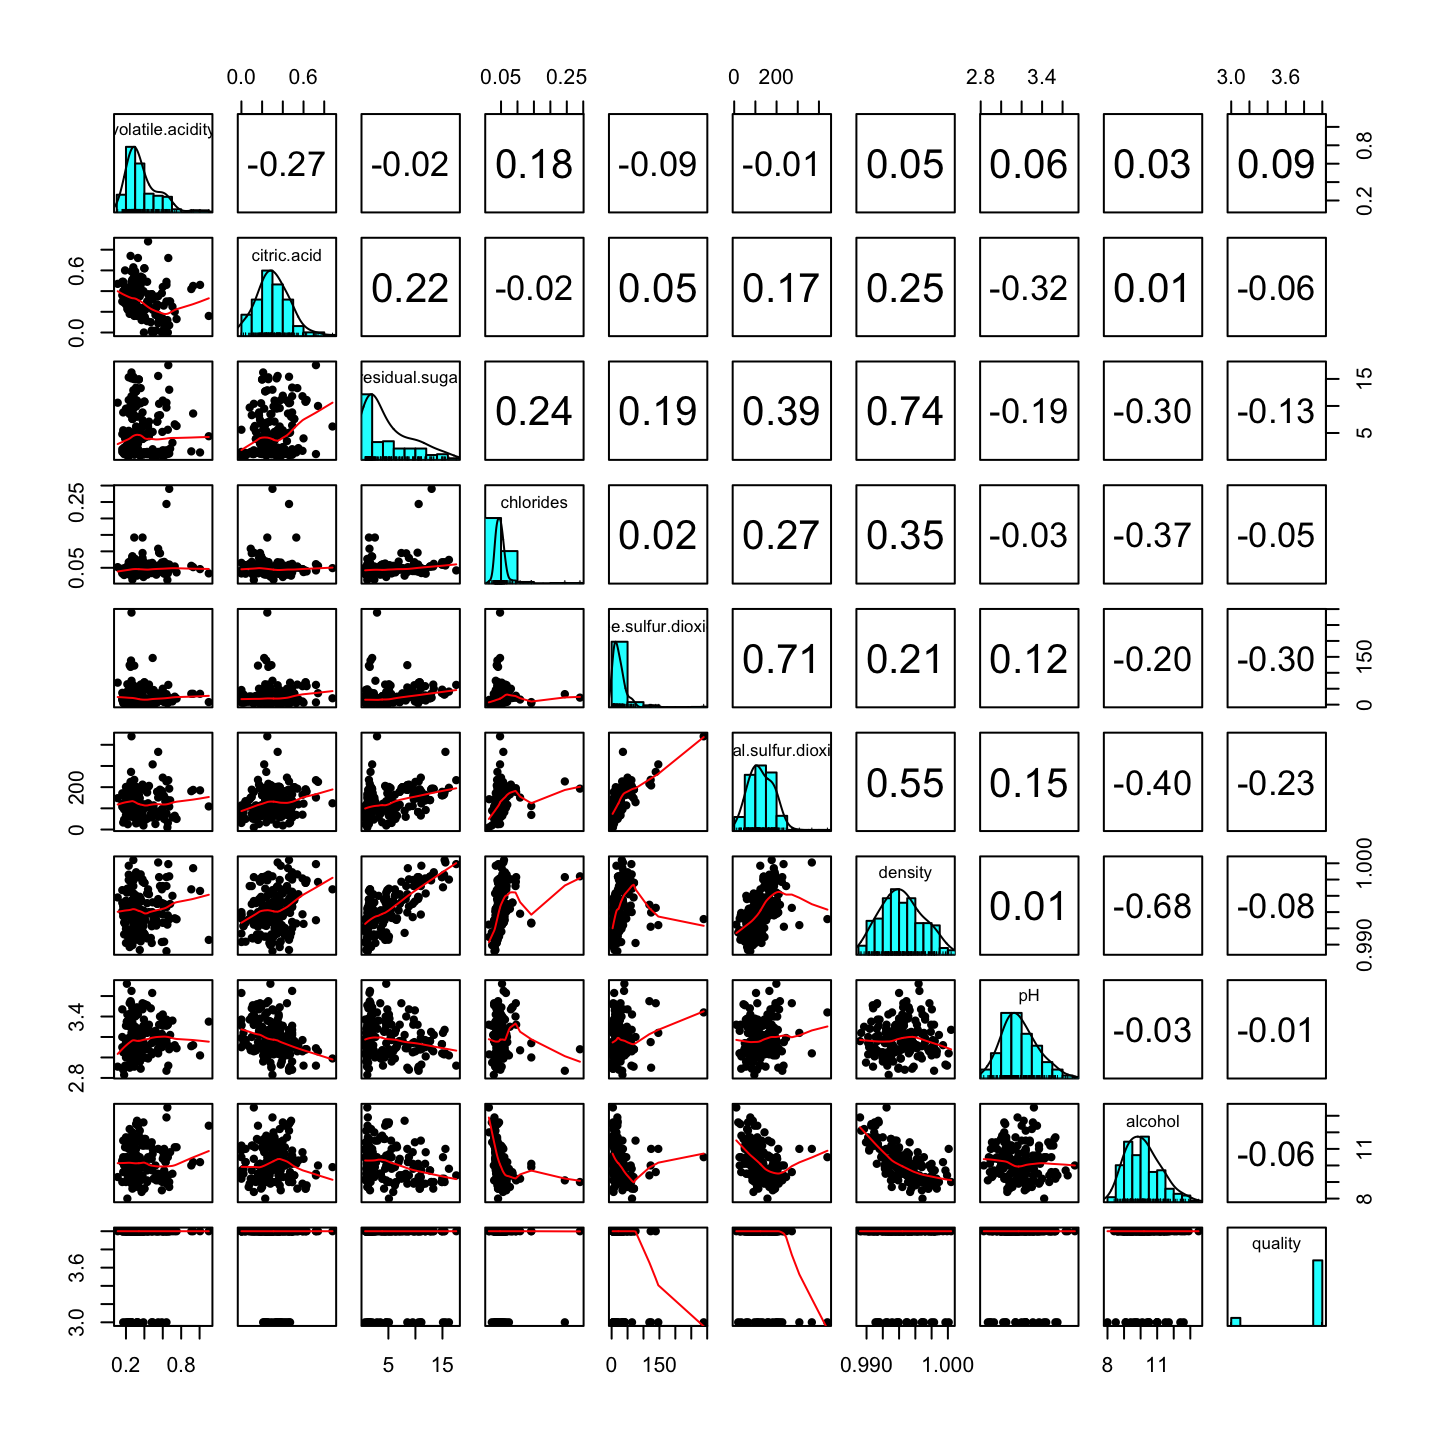 0.0 0.6 0.05 0.25 0 200 2.8 3.4 3.0 3.6
volatile.acidity -0.27 -0.02 0.18 -0.09 -0.01 0.05 0.06 0.03 0.09 0.2 0.8
0.0 0.6 citric.acid 0.22 -0.02 0.05 0.17 0.25 -0.32 0.01 -0.06
esidual.suga 0.24 0.19 0.39 0.74 -0.19 -0.30 -0.13 5 15
0.05 0.25 chlorides 0.02 0.27 0.35 -0.03 -0.37 -0.05
e.sulfur.dioxi 0.71 0.21 0.12 -0.20 -0.30 0 150
0 200 al.sulfur.dioxi 0.55 0.15 -0.40 -0.23
density 0.01 -0.68 -0.08 0.990 1.000
2.8 3.4 pH -0.03 -0.01
alcohol -0.06 8 11
3.0 3.6 quality
0.2 0.8 5 15 0 150 0.990 1.000 8 11